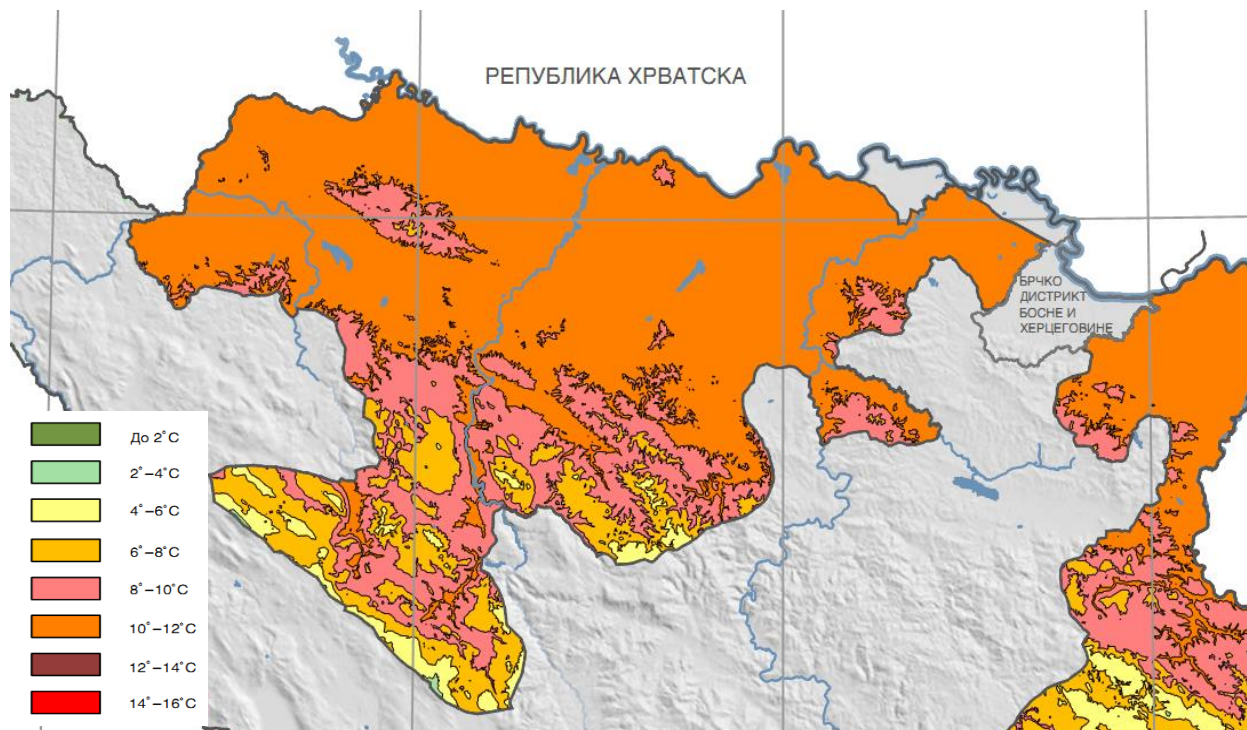 РЕПУБЛИКА ХРВАТСКА
БРЧКО
ДИСТРИКТ
БОСНЕ И
ХЕРЦЕГОВИНЕ
До 2°C
2°–4°C
4°–6°C
6°–8°C
8°–10°C
10°–12°C
12°–14°C
14°–16°C